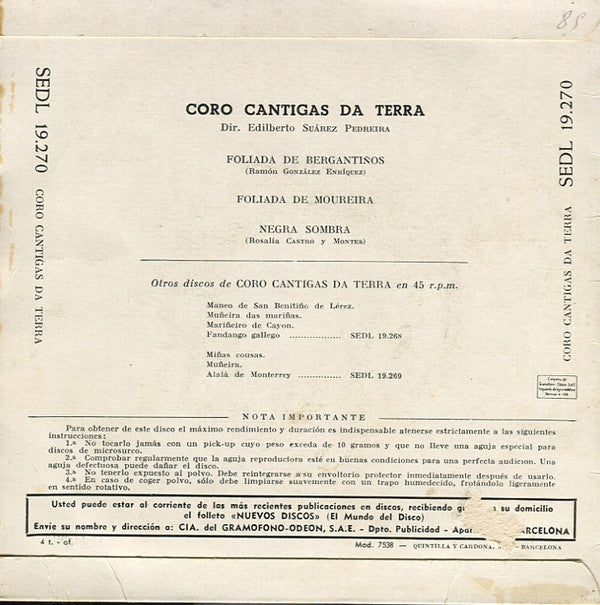 85
SEDL 19.270 CORO CANTIGAS DA TERRA
CORO CANTIGAS DA TERRA
Dir. Edilberto SUÁREZ PEDREIRA
FOLIADA DE BERGANTIÑOS
(Ramón GONZÁLEZ ENRÍQUEZ)
FOLIADA DE MOUREIRA
NEGRA SOMBRA
(Rosalía CASTRO y MONTES)
Otros discos de CORO CANTIGAS DA TERRA en 45 r.p.m.
Maneo de San Benitiño de Lérez.
Muñeira das mariñas.
Mariñeiro de Cayon.
Fandango gallego .................. SEDL 19.268
Miñas cousas.
Muñeira.
Alalá de Monterrey .................. SEDL 19.269
CORO CANTIGAS DA TERRA SEDL 19.270
NOTA IMPORTANTE
Para obtener de este disco el máximo rendimiento y duración es indispensable atenerse estrictamente a las siguientes
instrucciones:
1.ª No tocarlo jamás con un pick-up cuyo peso exceda de 10 gramos y que no lleve una aguja especial para
discos de microsurco.
2.ª Comprobar regularmente que la aguja reproductora esté en buenas condiciones para una perfecta audición. Una
aguja defectuosa puede dañar el disco.
3.ª No tenerlo expuesto al polvo. Debe reintegrarse a su envoltorio protector inmediatamente después de usarlo.
4.ª En caso de coger polvo, sólo debe limpiarse suavemente con un trapo humedecido, frotándolo ligeramente
en sentido rotativo.
Usted puede estar al corriente de las más recientes publicaciones en discos, recibiendo su domicilio
el folleto «NUEVOS DISCOS» (El Mundo del Disco)
Envíe su nombre y dirección a: CIA. del GRAMOFONO-ODEON, S.A.E. - Dpto. Publicidad - BARCELONA
4 t. - of.
Mod. 7538 — QUINTILLA Y CARDONA, — BARCELONA